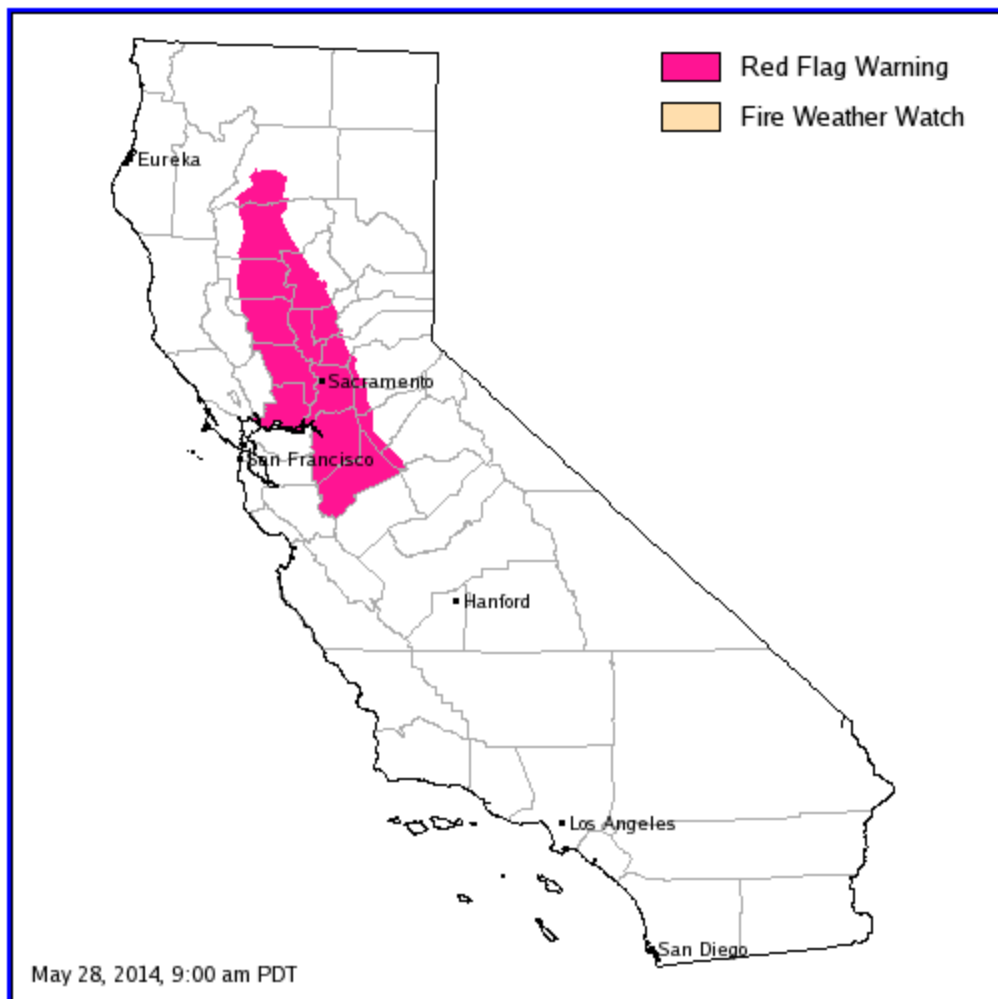 Red Flag Warning
Fire Weather Watch
Eureka
Sacramento
San Francisco
Hanford
Los Angeles
San Diego
May 28, 2014, 9:00 am PDT